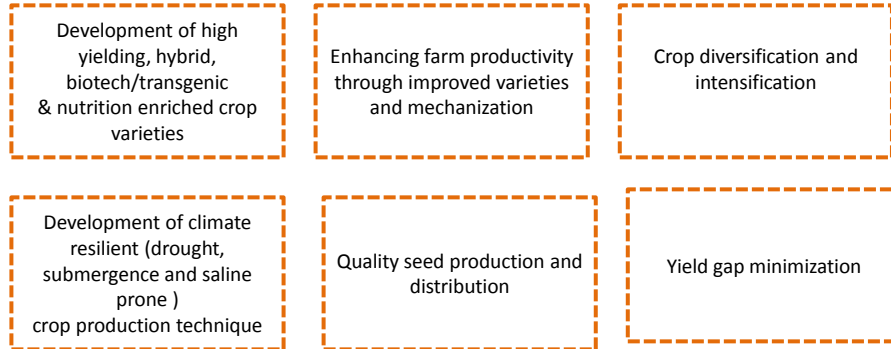 Development of high
yielding, hybrid,
biotech/transgenic
& nutrition enriched crop
varieties
Enhancing farm productivity
through improved varieties
and mechanization
Crop diversification and
intensification
Development of climate
resilient (drought,
submergence and saline
prone )
crop production technique
Quality seed production and
distribution
Yield gap minimization